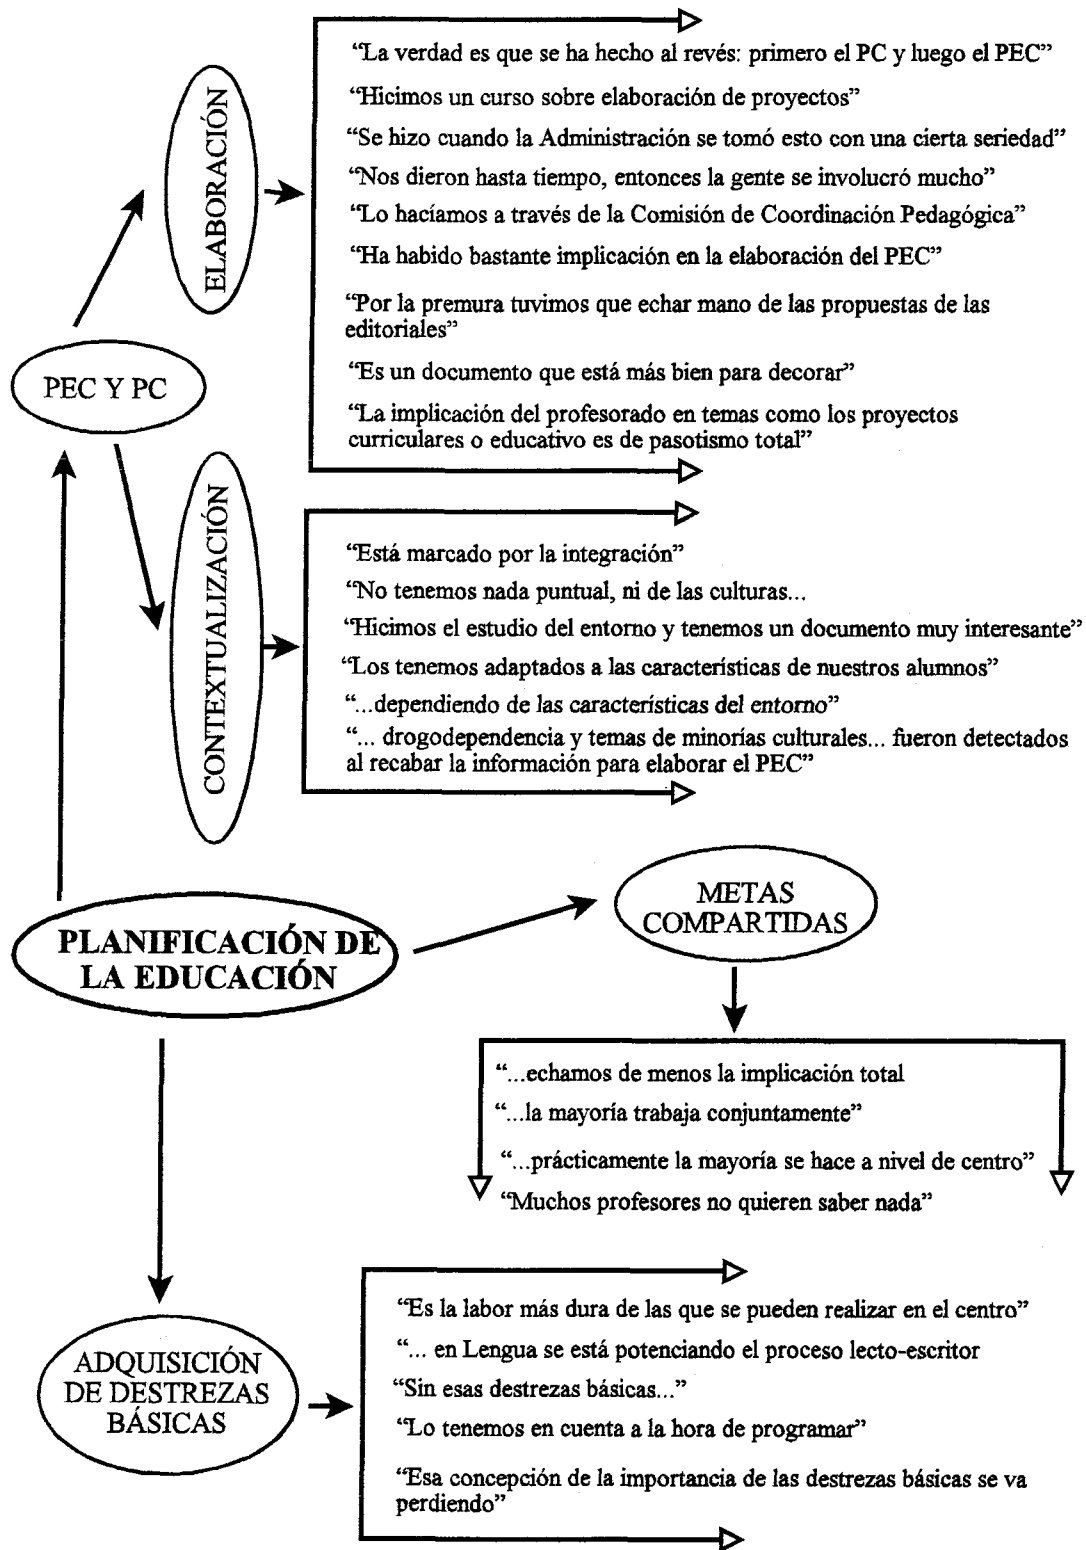 ELABORACIÓN
“La verdad es que se ha hecho al revés: primero el PC y luego el PEC”
“Hicimos un curso sobre elaboración de proyectos”
“Se hizo cuando la Administración se tomó esto con una cierta seriedad”
“Nos dieron hasta tiempo, entonces la gente se involucró mucho”
“Lo hacíamos a través de la Comisión de Coordinación Pedagógica”
“Ha habido bastante implicación en la elaboración del PEC”
“Por la premura tuvimos que echar mano de las propuestas de las
editoriales”
“Es un documento que está más bien para decorar”
“La implicación del profesorado en temas como los proyectos
curriculares o educativo es de pasotismo total”
PEC Y PC
CONTEXTUALIZACIÓN
“Está marcado por la integración”
“No tenemos nada puntual, ni de las culturas...
“Hicimos el estudio del entorno y tenemos un documento muy interesante”
“Los tenemos adaptados a las características de nuestros alumnos”
“...dependiendo de las características del entorno”
“... drogodependencia y temas de minorías culturales... fueron detectados
al recabar la información para elaborar el PEC”
PLANIFICACIÓN DE
LA EDUCACIÓN
METAS
COMPARTIDAS
“...echamos de menos la implicación total
“...la mayoría trabaja conjuntamente”
“...prácticamente la mayoría se hace a nivel de centro”
“Muchos profesores no quieren saber nada”
ADQUISICIÓN
DE DESTREZAS
BÁSICAS
“Es la labor más dura de las que se pueden realizar en el centro”
“... en Lengua se está potenciando el proceso lecto-escritor
“Sin esas destrezas básicas...”
“Lo tenemos en cuenta a la hora de programar”
“Esa concepción de la importancia de las destrezas básicas se va
perdiendo”